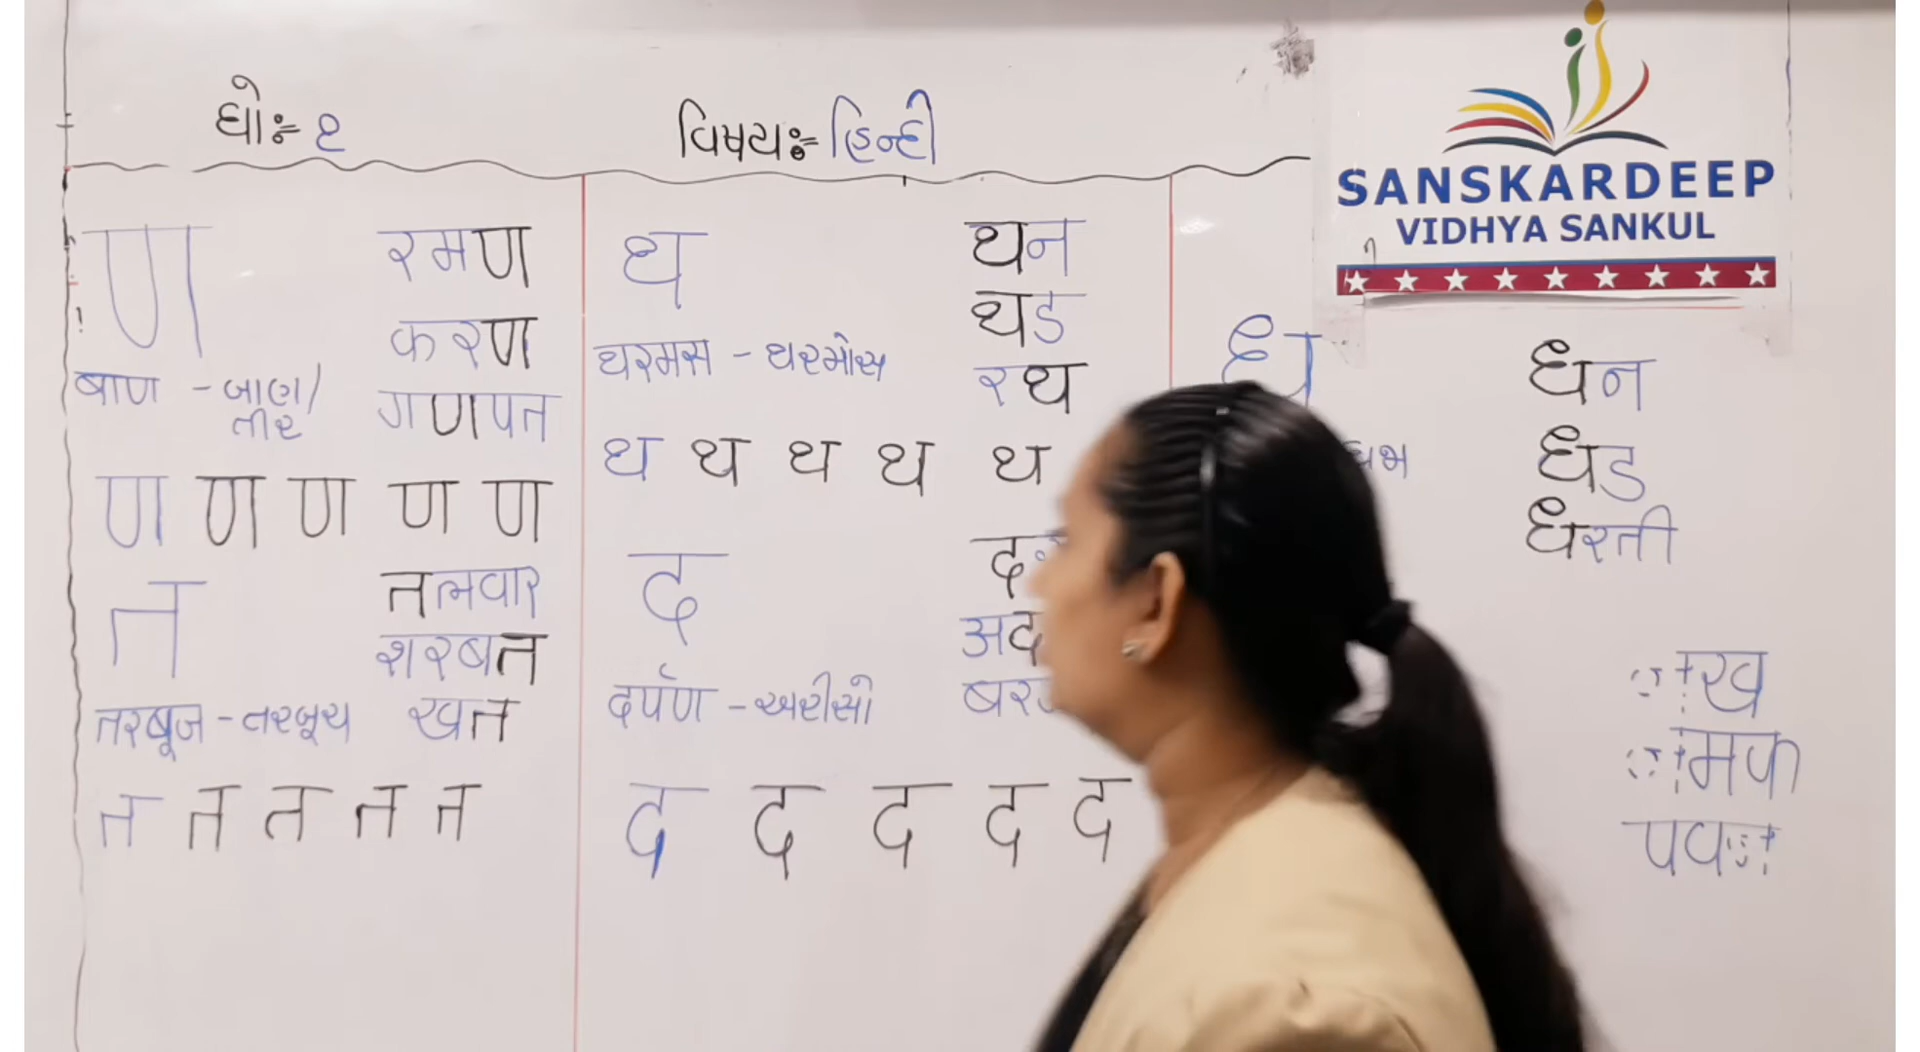 ધો:- ૨
વિષય:- હિન્દી
SANSKARDEEP
VIDHYA SANKUL
ण
रमण
करण
बाण - બાણ/
તીર
गणपत
ण ण ण ण ण
त
तलवार
शरबत
तरबूज - તરબૂચ
खत
त त त त त
थ
थन
थड
थरमस - થરમોસ
रथ
थ थ थ थ थ
द
दर्पण - અરીસો
द द द द द
ध
धन
धड
धरती